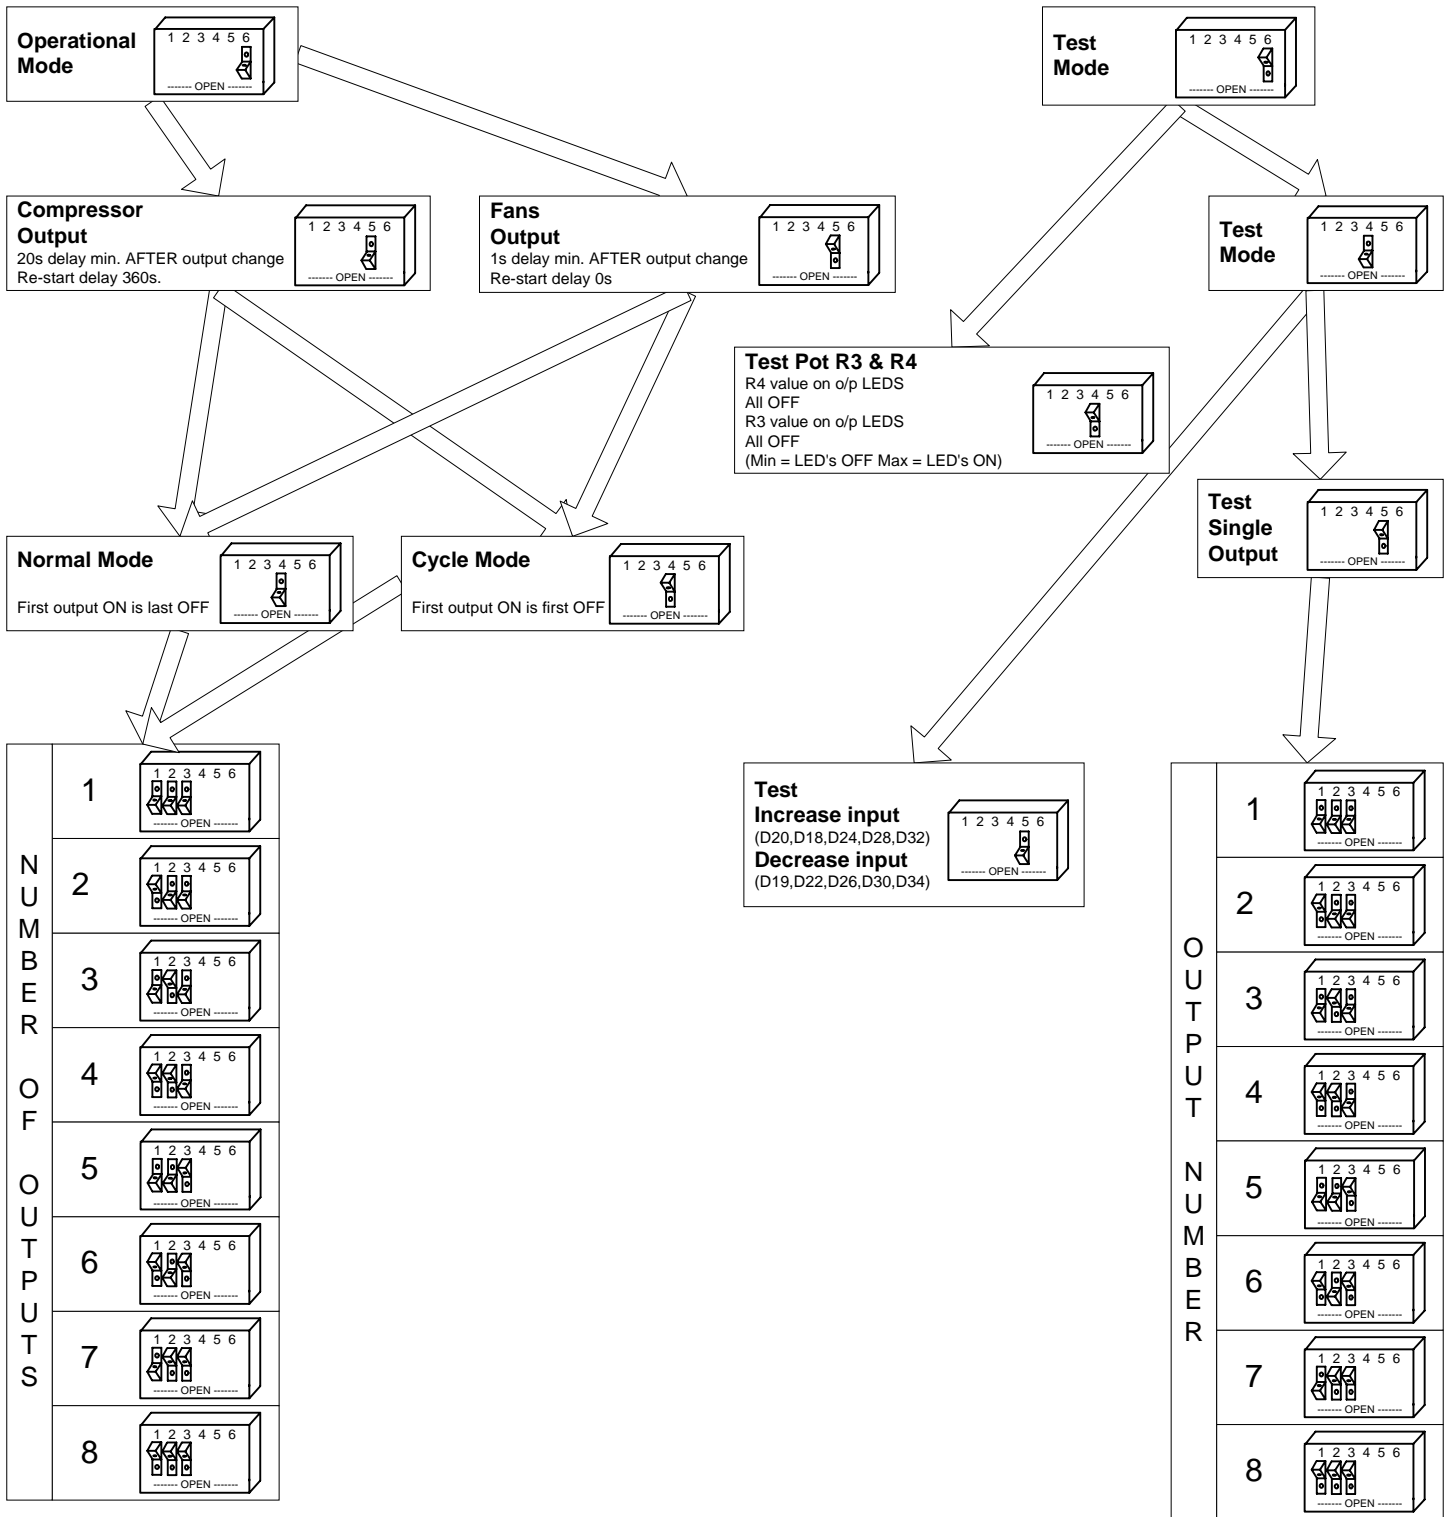 Operational
Mode
1 2 3 4 5 6
------- OPEN -------
Test
Mode
1 2 3 4 5 6
------- OPEN -------
Compressor
Output
20s delay min. AFTER output change
Re-start delay 360s.
1 2 3 4 5 6
------- OPEN -------
Fans
Output
1s delay min. AFTER output change
Re-start delay 0s
1 2 3 4 5 6
------- OPEN -------
Test
Mode
1 2 3 4 5 6
------- OPEN -------
Test Pot R3 & R4
R4 value on o/p LEDS
All OFF
R3 value on o/p LEDS
All OFF
(Min = LED's OFF Max = LED's ON)
1 2 3 4 5 6
------- OPEN -------
Test
Single
Output
1 2 3 4 5 6
------- OPEN -------
Normal Mode
First output ON is last OFF
1 2 3 4 5 6
------- OPEN -------
Cycle Mode
First output ON is first OFF
1 2 3 4 5 6
------- OPEN -------
NUMBER OF OUTPUTS
1
1 2 3 4 5 6
------- OPEN -------
2
1 2 3 4 5 6
------- OPEN -------
3
1 2 3 4 5 6
------- OPEN -------
4
1 2 3 4 5 6
------- OPEN -------
5
1 2 3 4 5 6
------- OPEN -------
6
1 2 3 4 5 6
------- OPEN -------
7
1 2 3 4 5 6
------- OPEN -------
8
1 2 3 4 5 6
------- OPEN -------
Test
Increase input
(D20,D18,D24,D28,D32)
Decrease input
(D19,D22,D26,D30,D34)
1 2 3 4 5 6
------- OPEN -------
OUTPUT NUMBER
1
1 2 3 4 5 6
------- OPEN -------
2
1 2 3 4 5 6
------- OPEN -------
3
1 2 3 4 5 6
------- OPEN -------
4
1 2 3 4 5 6
------- OPEN -------
5
1 2 3 4 5 6
------- OPEN -------
6
1 2 3 4 5 6
------- OPEN -------
7
1 2 3 4 5 6
------- OPEN -------
8
1 2 3 4 5 6
------- OPEN -------